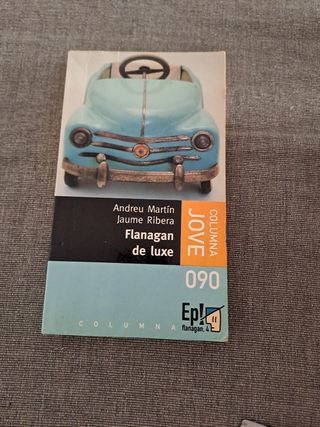 Andreu Martín
Jaume Ribera
Flanagan
de luxe
COLUMNA
JOVE
090
Ep!
flanagan, 4
COLUMNA